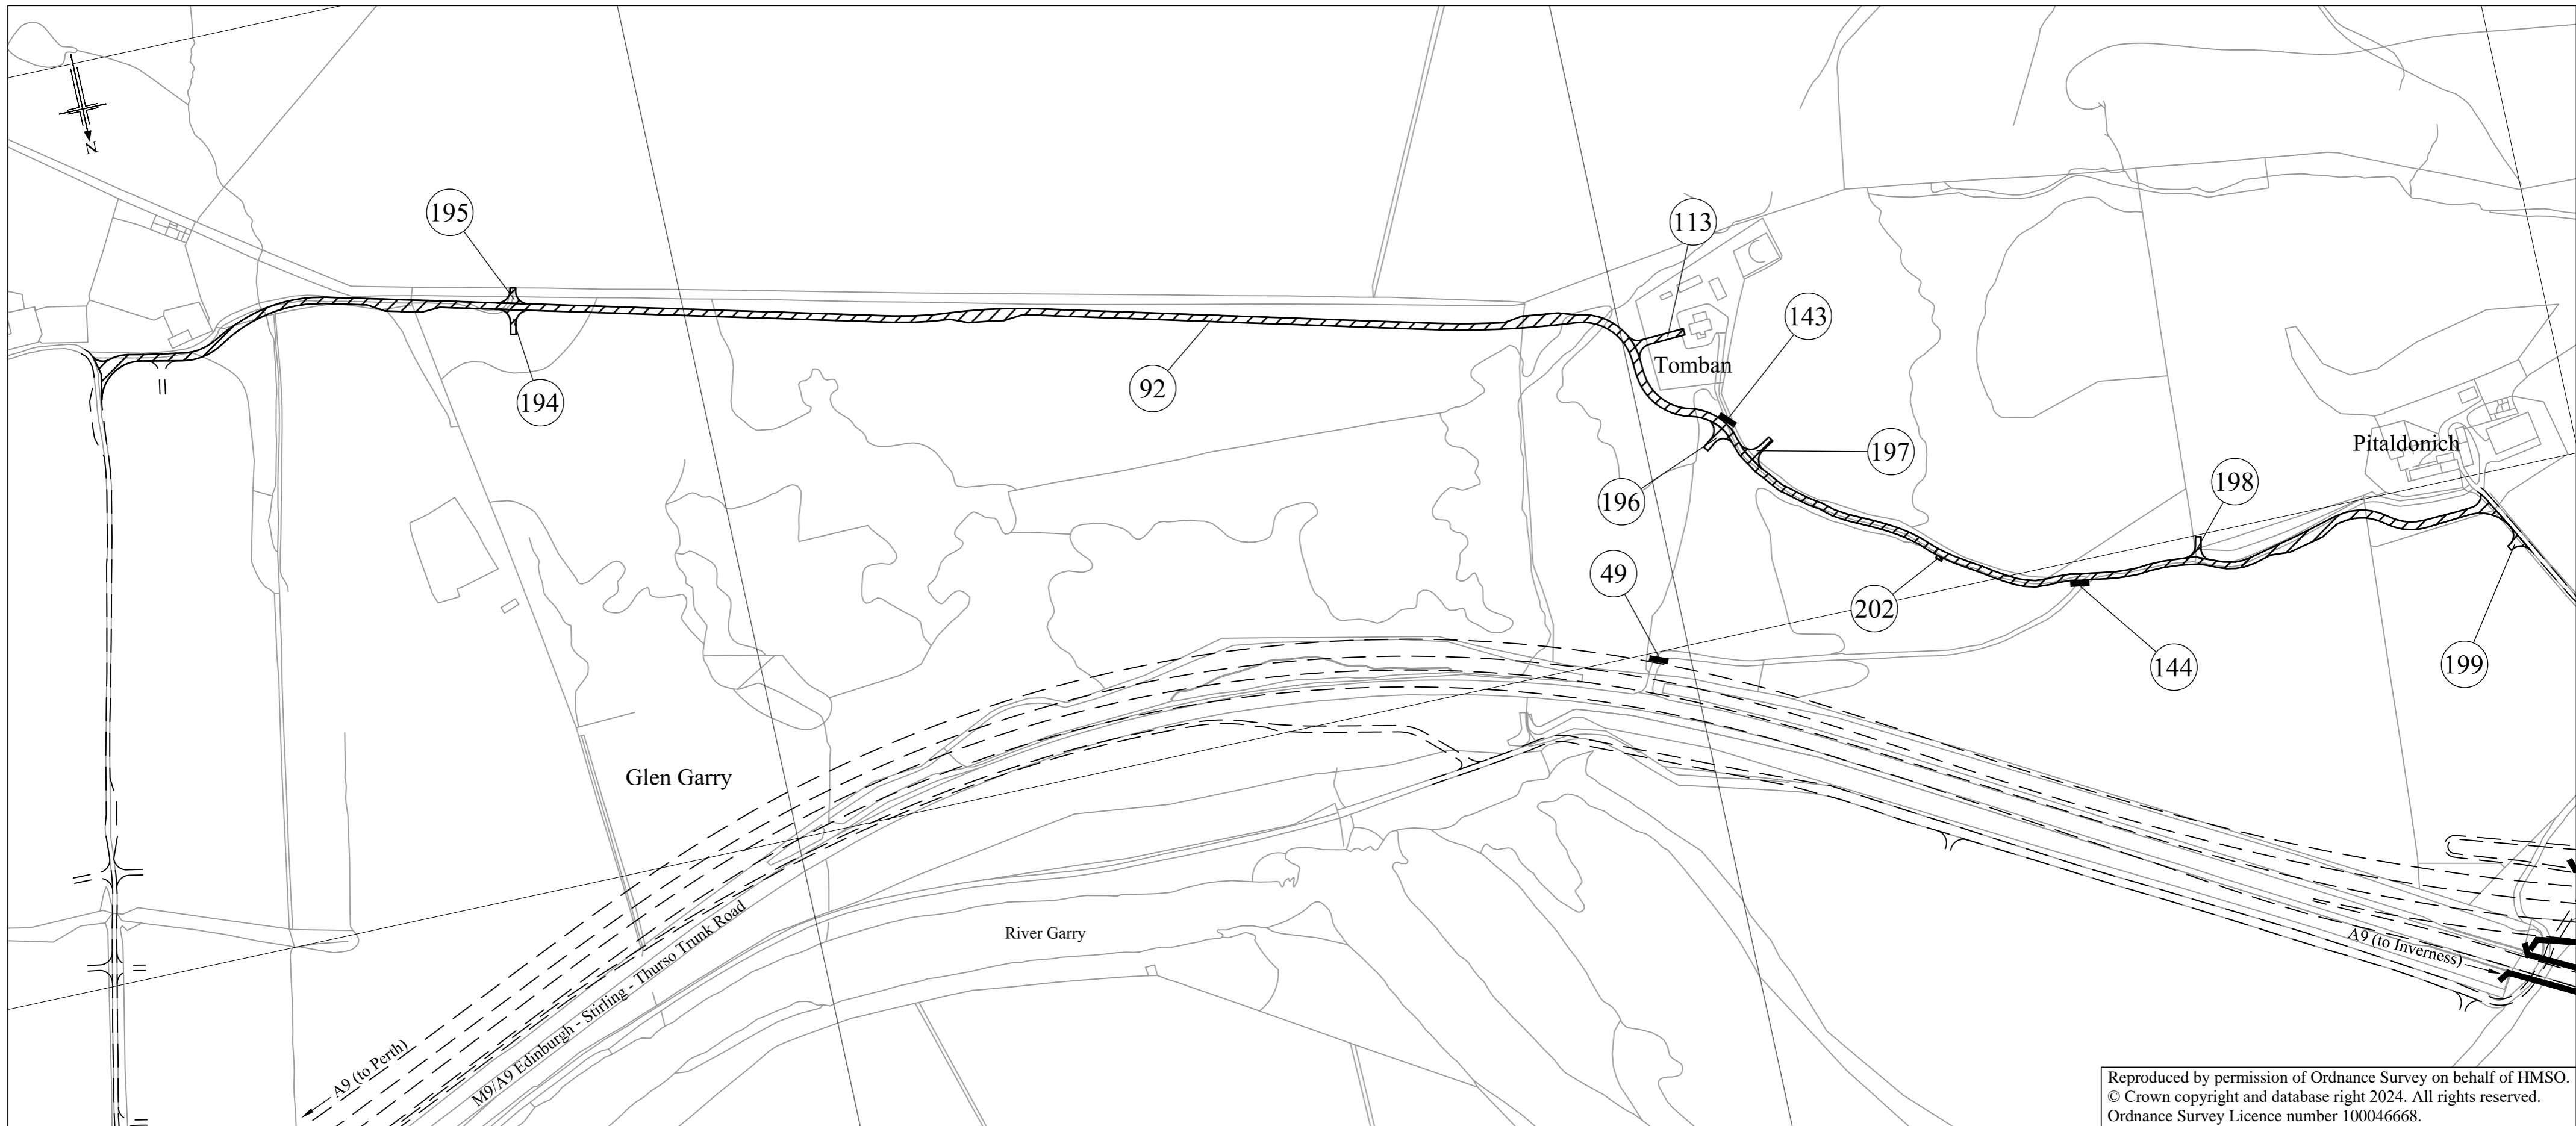 N
195
113
143
92
194
Tomban
197
Pitaldonich
196
198
49
202
144
199
Glen Garry
River Garry
A9 (to Inverness)
A9 (to Perth)
M9/A9 Edinburgh - Stirling - Thurso Trunk Road
Reproduced by permission of Ordnance Survey on behalf of HMSO.
© Crown copyright and database right 2024. All rights reserved.
Ordnance Survey Licence number 100046668.